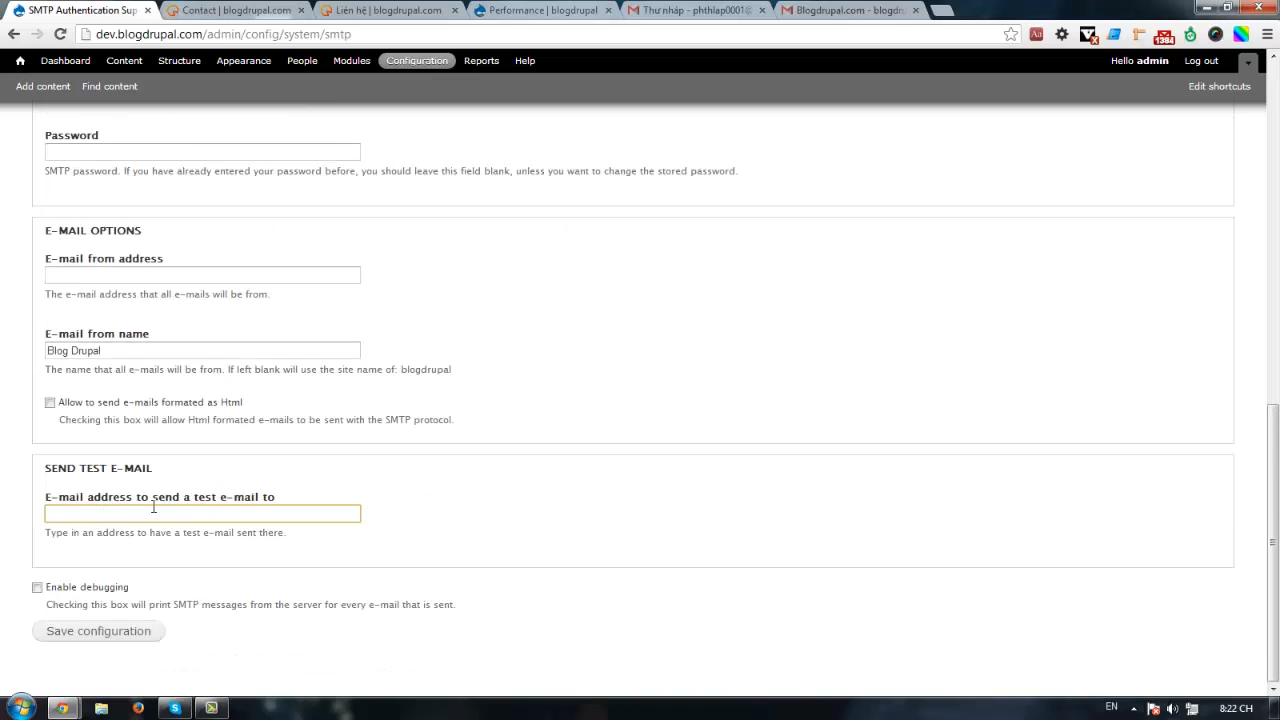 SMTP Authentication Sup
Contact | blogdrupal.com
Liên hệ | blogdrupal.com
Performance | blogdrupal
Thư nháp - phthlap0001@
Blogdrupal.com - blogdru
dev.blogdrupal.com/admin/config/system/smtp
1384
Dashboard Content Structure Appearance People Modules Configuration Reports Help Hello admin Log out
Add content Find content Edit shortcuts
Password
SMTP password. If you have already entered your password before, you should leave this field blank, unless you want to change the stored password.
E-MAIL OPTIONS
E-mail from address
The e-mail address that all e-mails will be from.
E-mail from name
Blog Drupal
The name that all e-mails will be from. If left blank will use the site name of: blogdrupal
Allow to send e-mails formated as Html
Checking this box will allow Html formated e-mails to be sent with the SMTP protocol.
SEND TEST E-MAIL
E-mail address to send a test e-mail to
Type in an address to have a test e-mail sent there.
Enable debugging
Checking this box will print SMTP messages from the server for every e-mail that is sent.
Save configuration
EN 8:22 CH